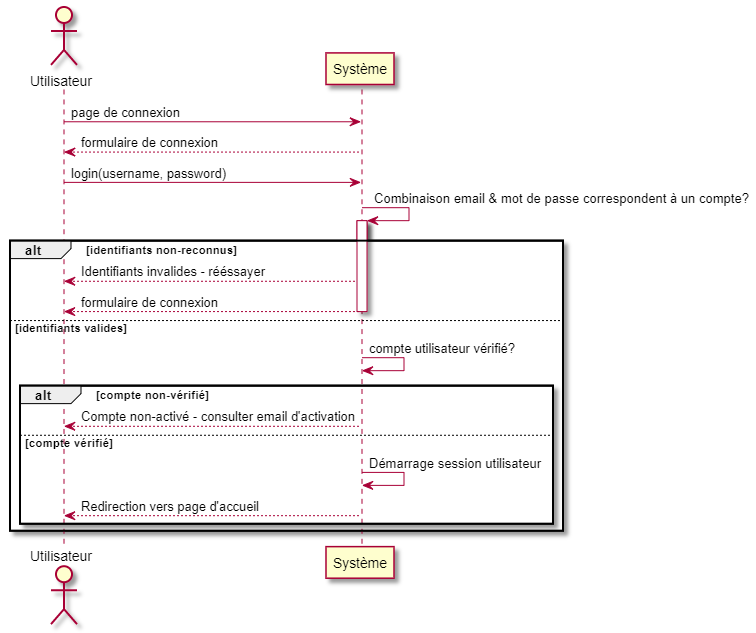 Utilisateur
Système
page de connexion
formulaire de connexion
login(username, password)
Combinaison email & mot de passe correspondent à un compte?
alt [identifiants non-reconnus]
Identifiants invalides - rééssayer
formulaire de connexion
[identifiants valides]
compte utilisateur vérifié?
alt [compte non-vérifié]
Compte non-activé - consulter email d'activation
[compte vérifié]
Démarrage session utilisateur
Redirection vers page d'accueil
Utilisateur
Système